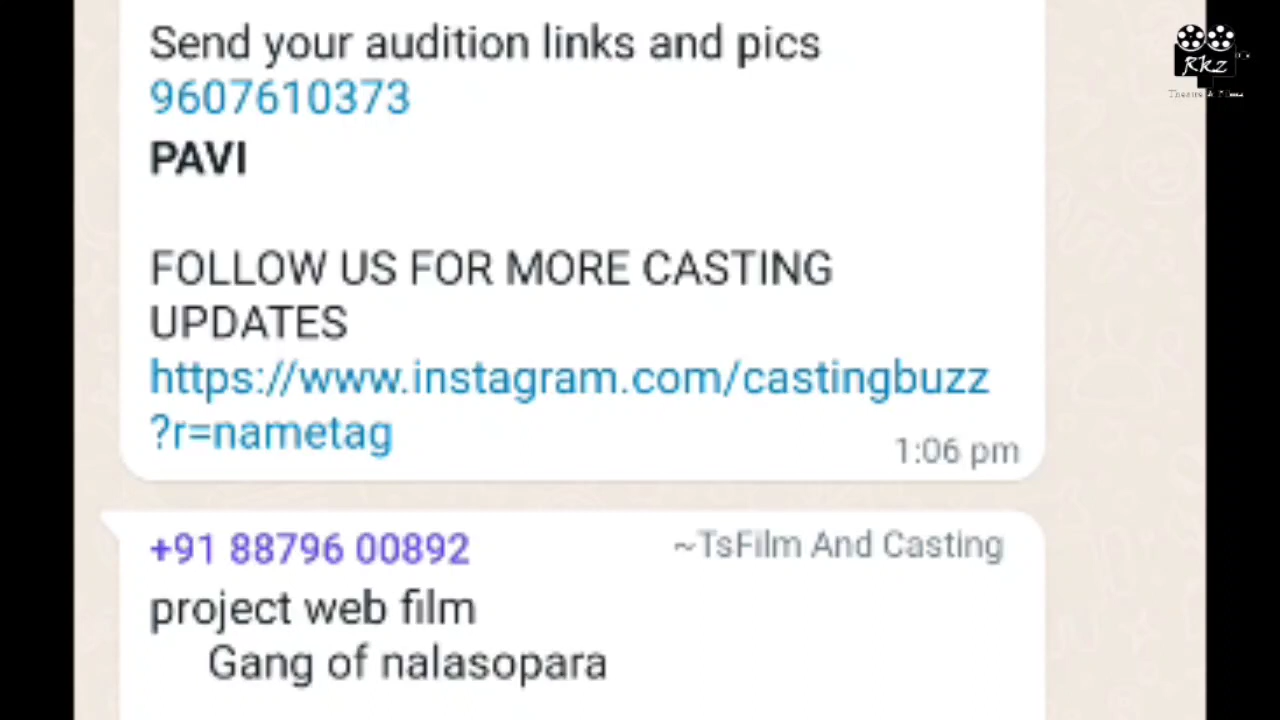 Send your audition links and pics
9607610373
PAVI
FOLLOW US FOR MORE CASTING
UPDATES
https://www.instagram.com/castingbuzz
?r=nametag
1:06 pm
+91 88796 00892 ~TsFilm And Casting
project web film
Gang of nalasopara
Rkz